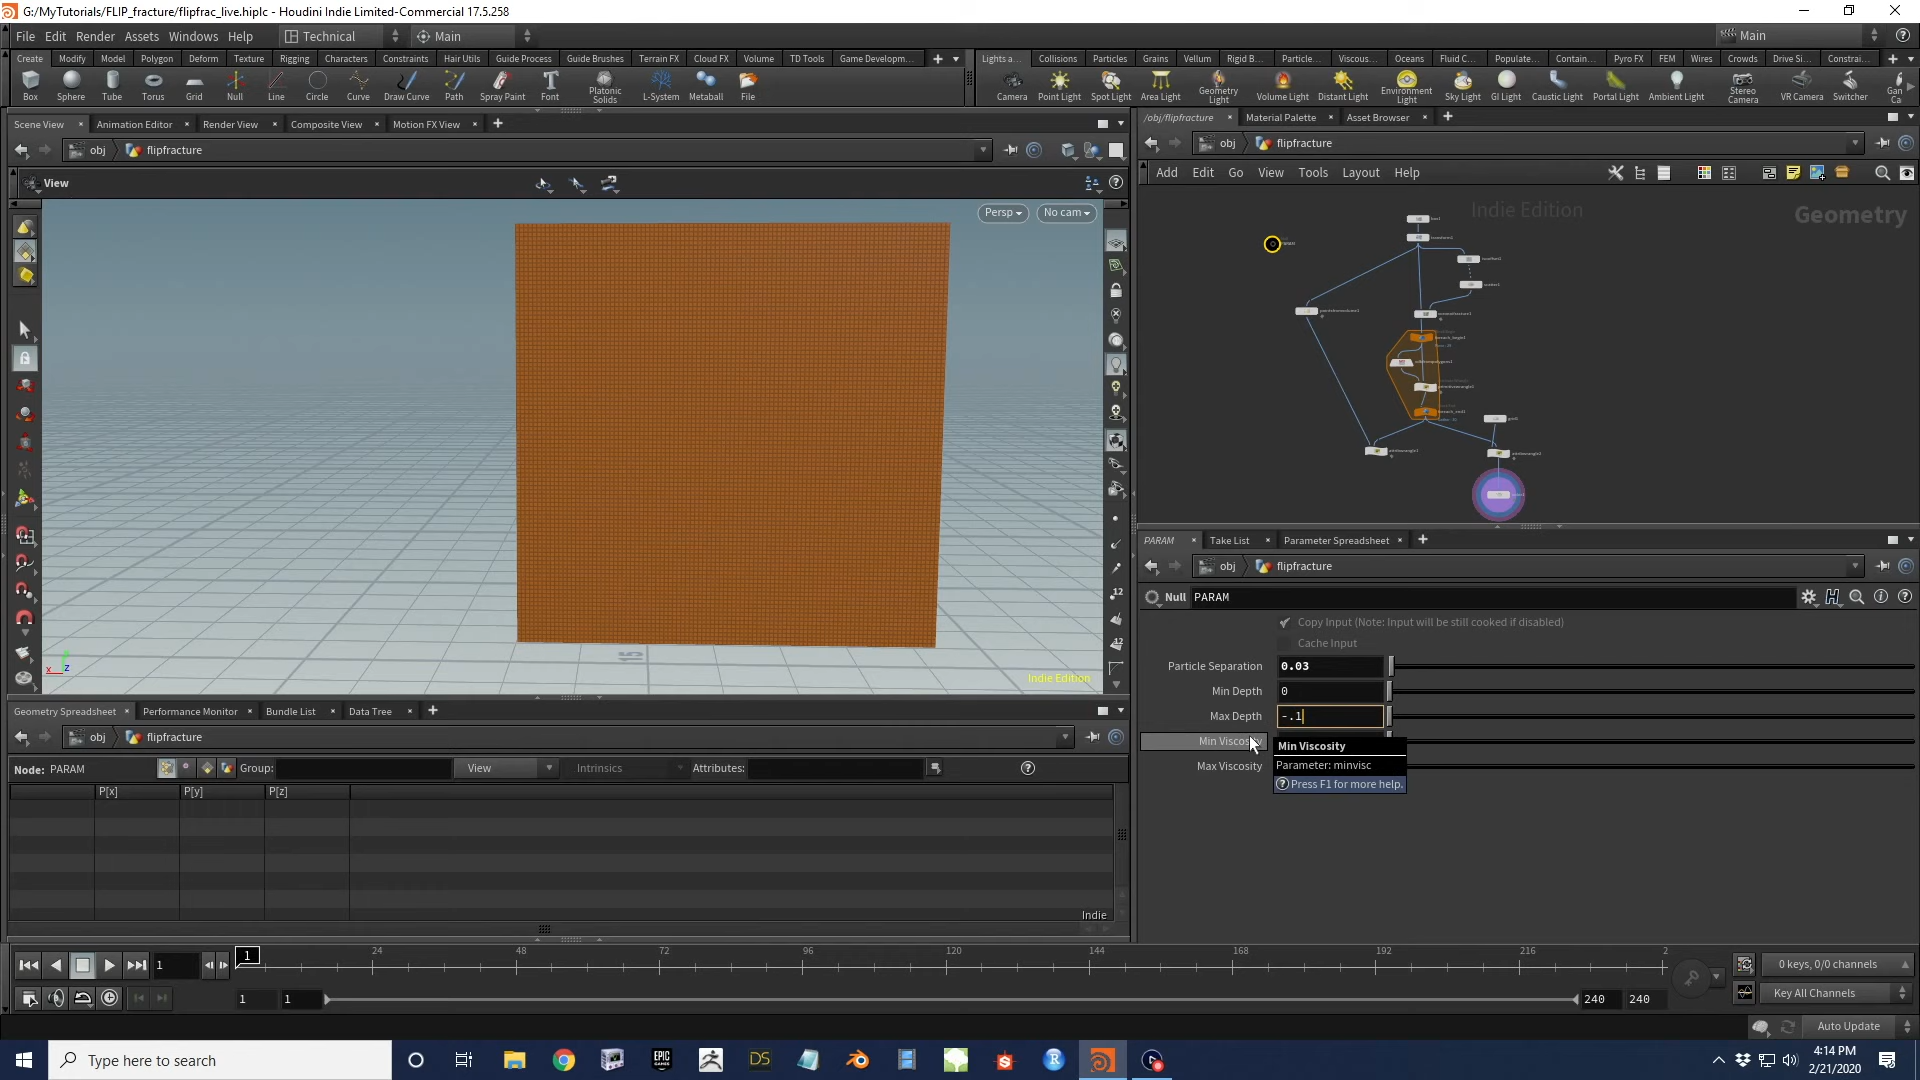 G:/MyTutorials/FLIP_fracture/flipfrac_live.hiplc - Houdini Indie Limited-Commercial 17.5.258
File Edit Render Assets Windows Help Technical Main Main
Create Modify Model Polygon Deform Texture Rigging Characters Constraints Hair Utils Guide Process Guide Brushes Terrain FX Cloud FX Volume TD Tools Game Developm...
Lights a... Collisions Particles Grains Vellum Rigid B... Particle... Viscous... Oceans Fluid C... Populate... Contain... Pyro FX FEM Wires Crowds Drive Si... Constrai...
Box Sphere Tube Torus Grid Null Line Circle Curve Draw Curve Path Spray Paint Font Platonic Solids L-System Metaball File
Camera Point Light Spot Light Area Light Geometry Light Volume Light Distant Light Environment Light Sky Light GI Light Caustic Light Portal Light Ambient Light Stereo Camera VR Camera Switcher Gan Ca
Scene View Animation Editor Render View Composite View Motion FX View
/obj/flipfracture Material Palette Asset Browser
obj flipfracture
obj flipfracture
View
Add Edit Go View Tools Layout Help
Persp No cam
Indie Edition
Geometry
PARAM
15
Indie Edition
12
12
x z
PARAM Take List Parameter Spreadsheet
obj flipfracture
Null PARAM
Copy Input (Note: Input will be still cooked if disabled)
Cache Input
Particle Separation 0.03
Min Depth 0
Max Depth -.1
Min Viscosity
Max Viscosity
Min Viscosity
Parameter: minvisc
Press F1 for more help.
Geometry Spreadsheet Performance Monitor Bundle List Data Tree
obj flipfracture
Node: PARAM Group: View Intrinsics Attributes:
P[x] P[y] P[z]
Indie
1 1 24 48 72 96 120 144 168 192 216 2
0 keys, 0/0 channels
1 1 240 240
Key All Channels
Auto Update
Type here to search
EPIC GAMES
DS
R
4:14 PM
2/21/2020